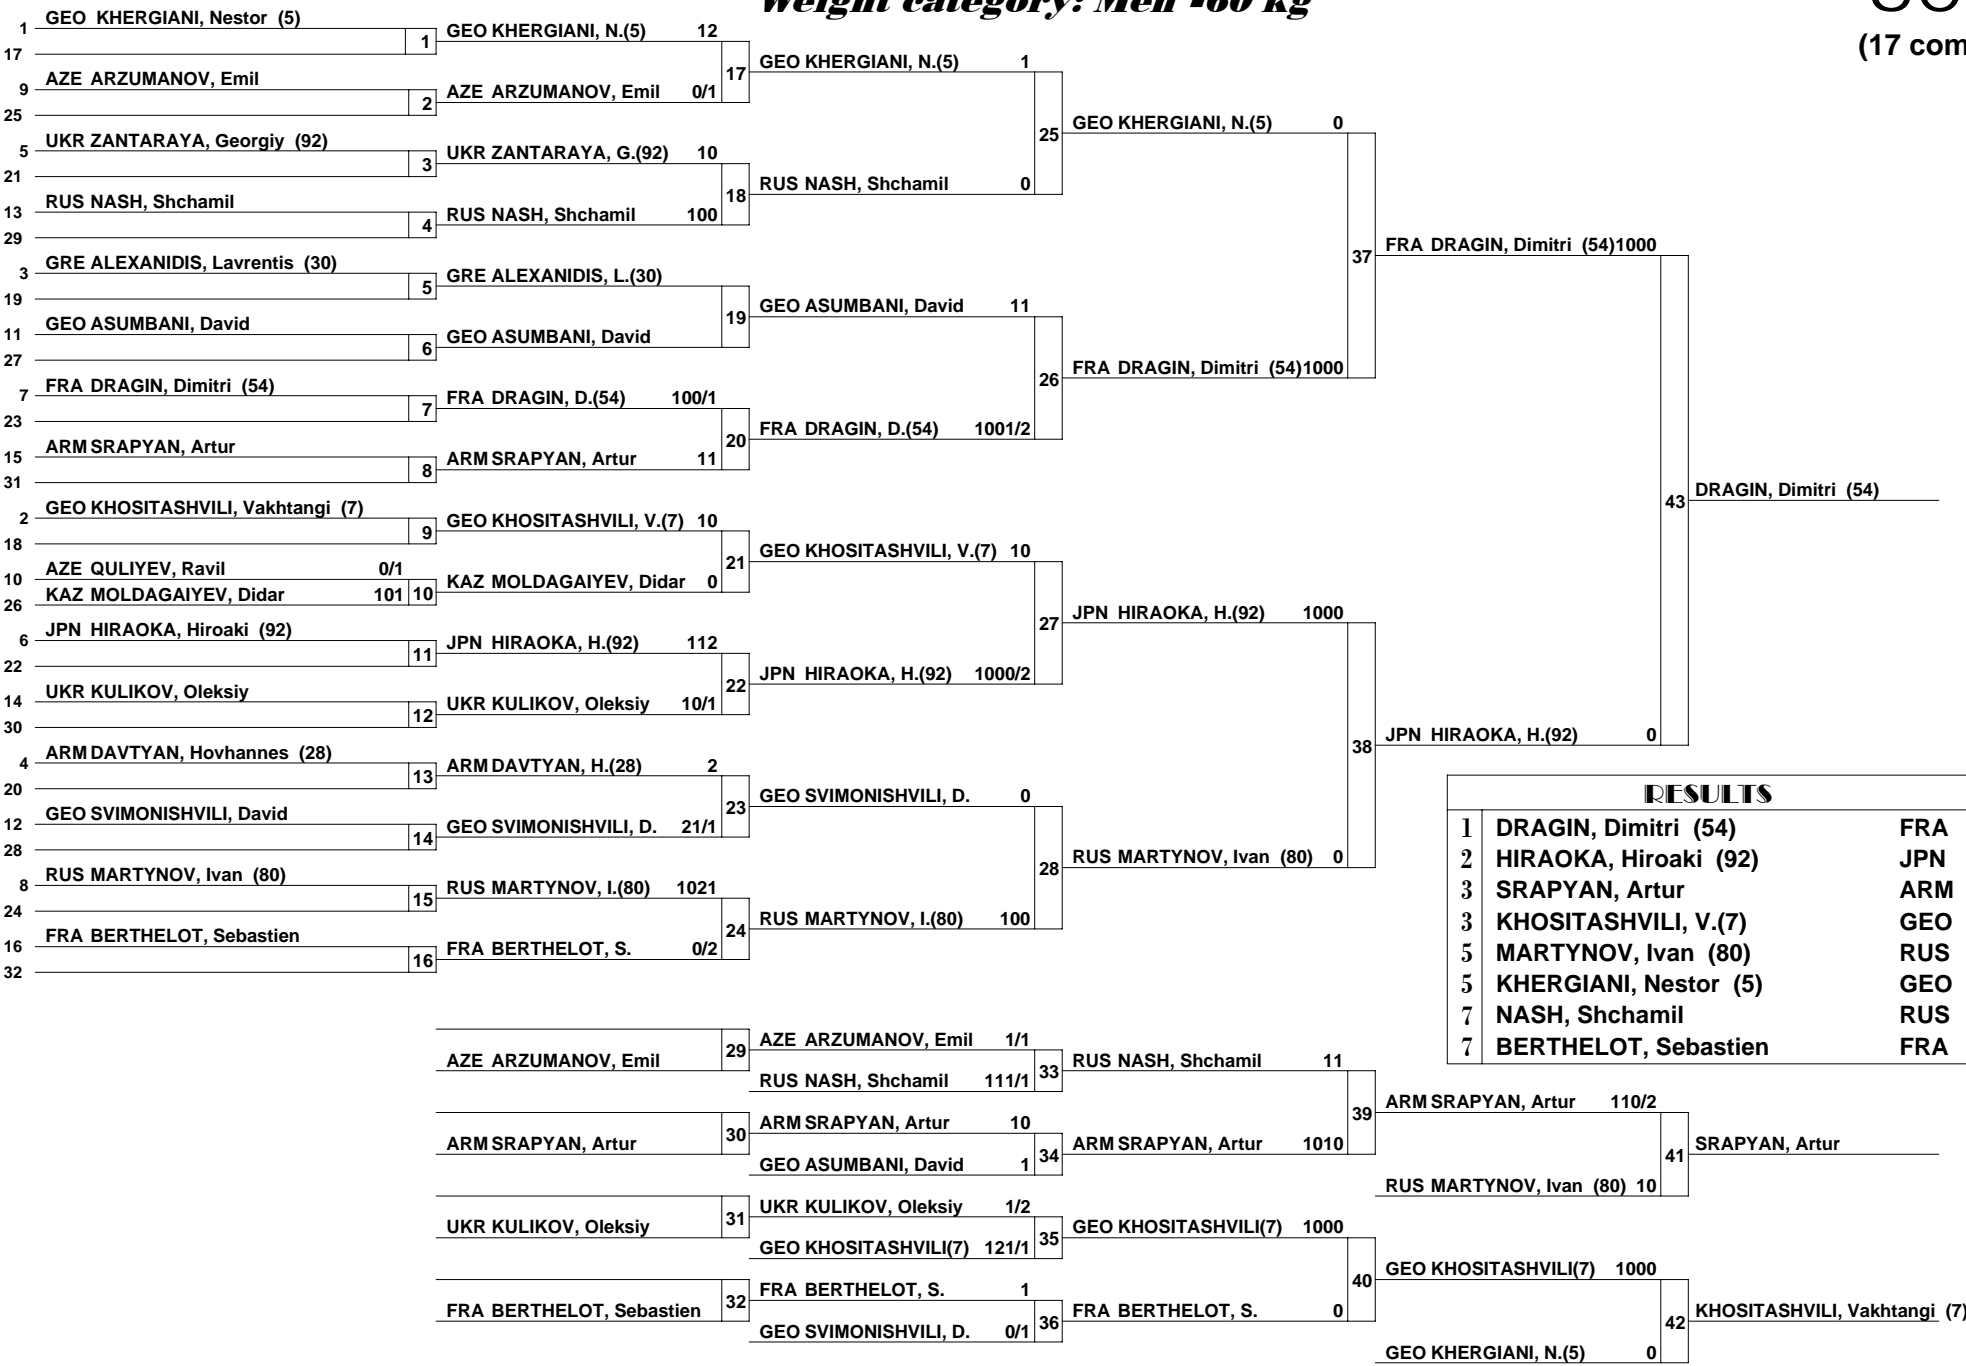 Weight category: Men -60 kg
(17 com
1 GEO KHERGIANI, Nestor (5)
17
1
9 AZE ARZUMANOV, Emil
25
2
5 UKR ZANTARAYA, Georgiy (92)
21
3
13 RUS NASH, Shchamil
29
4
3 GRE ALEXANIDIS, Lavrentis (30)
19
5
11 GEO ASUMBANI, David
27
6
7 FRA DRAGIN, Dimitri (54)
23
7
15 ARM SRAPYAN, Artur
31
8
2 GEO KHOSITASHVILI, Vakhtangi (7)
18
9
10 AZE QULIYEV, Ravil 0/1
26 KAZ MOLDAGAIYEV, Didar 101
10
6 JPN HIRAOKA, Hiroaki (92)
22
11
14 UKR KULIKOV, Oleksiy
30
12
4 ARM DAVTYAN, Hovhannes (28)
20
13
12 GEO SVIMONISHVILI, David
28
14
8 RUS MARTYNOV, Ivan (80)
24
15
16 FRA BERTHELOT, Sebastien
32
16
GEO KHERGIANI, N.(5) 12
17
AZE ARZUMANOV, Emil 0/1
UKR ZANTARAYA, G.(92) 10
18
RUS NASH, Shchamil 100
GRE ALEXANIDIS, L.(30)
19
GEO ASUMBANI, David
FRA DRAGIN, D.(54) 100/1
20
ARM SRAPYAN, Artur 11
GEO KHOSITASHVILI, V.(7) 10
21
KAZ MOLDAGAIYEV, Didar 0
JPN HIRAOKA, H.(92) 112
22
UKR KULIKOV, Oleksiy 10/1
ARM DAVTYAN, H.(28) 2
23
GEO SVIMONISHVILI, D. 21/1
RUS MARTYNOV, I.(80) 1021
24
FRA BERTHELOT, S. 0/2
GEO KHERGIANI, N.(5) 1
25
RUS NASH, Shchamil 0
GEO ASUMBANI, David 11
26
FRA DRAGIN, D.(54) 1001/2
GEO KHOSITASHVILI, V.(7) 10
27
JPN HIRAOKA, H.(92) 1000/2
GEO SVIMONISHVILI, D. 0
28
RUS MARTYNOV, I.(80) 100
GEO KHERGIANI, N.(5) 0
37
FRA DRAGIN, Dimitri (54)1000
JPN HIRAOKA, H.(92) 1000
38
RUS MARTYNOV, Ivan (80) 0
FRA DRAGIN, Dimitri (54)1000
43
JPN HIRAOKA, H.(92) 0
DRAGIN, Dimitri (54)
RESULTS
1 DRAGIN, Dimitri (54) FRA
2 HIRAOKA, Hiroaki (92) JPN
3 SRAPYAN, Artur ARM
3 KHOSITASHVILI, V.(7) GEO
5 MARTYNOV, Ivan (80) RUS
5 KHERGIANI, Nestor (5) GEO
7 NASH, Shchamil RUS
7 BERTHELOT, Sebastien FRA
AZE ARZUMANOV, Emil
29
ARM SRAPYAN, Artur
30
UKR KULIKOV, Oleksiy
31
FRA BERTHELOT, Sebastien
32
AZE ARZUMANOV, Emil 1/1
33
RUS NASH, Shchamil 111/1
ARM SRAPYAN, Artur 10
34
GEO ASUMBANI, David 1
UKR KULIKOV, Oleksiy 1/2
35
GEO KHOSITASHVILI(7) 121/1
FRA BERTHELOT, S. 1
36
GEO SVIMONISHVILI, D. 0/1
RUS NASH, Shchamil 11
39
ARM SRAPYAN, Artur 1010
GEO KHOSITASHVILI(7) 1000
40
FRA BERTHELOT, S. 0
ARM SRAPYAN, Artur 110/2
41
RUS MARTYNOV, Ivan (80) 10
GEO KHOSITASHVILI(7) 1000
42
GEO KHERGIANI, N.(5) 0
SRAPYAN, Artur
KHOSITASHVILI, Vakhtangi (7)